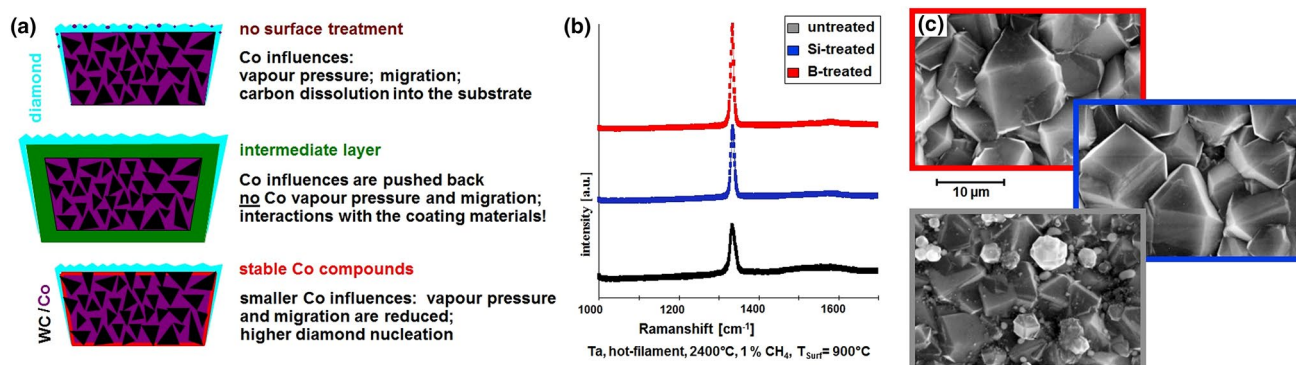 (a)
diamond
no surface treatment
Co influences:
vapour pressure; migration;
carbon dissolution into the substrate
intermediate layer
Co influences are pushed back
no Co vapour pressure and migration;
interactions with the coating materials!
WC/Co
stable Co compounds
smaller Co influences: vapour pressure
and migration are reduced;
higher diamond nucleation
(b)
untreated
Si-treated
B-treated
intensity [a.u.]
1000
1200
1400
1600
Ramanshift [cm⁻¹]
Ta, hot-filament, 2400°C, 1 % CH₄, T_Surf = 900°C
(c)
10 µm